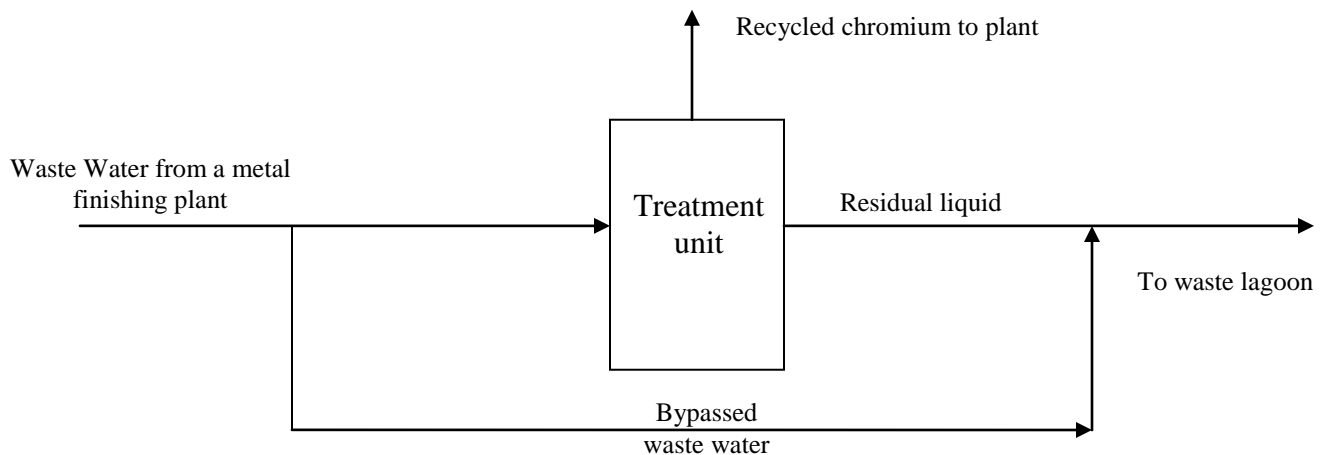 Recycled chromium to plant
Waste Water from a metal
finishing plant
Treatment
unit
Residual liquid
To waste lagoon
Bypassed
waste water